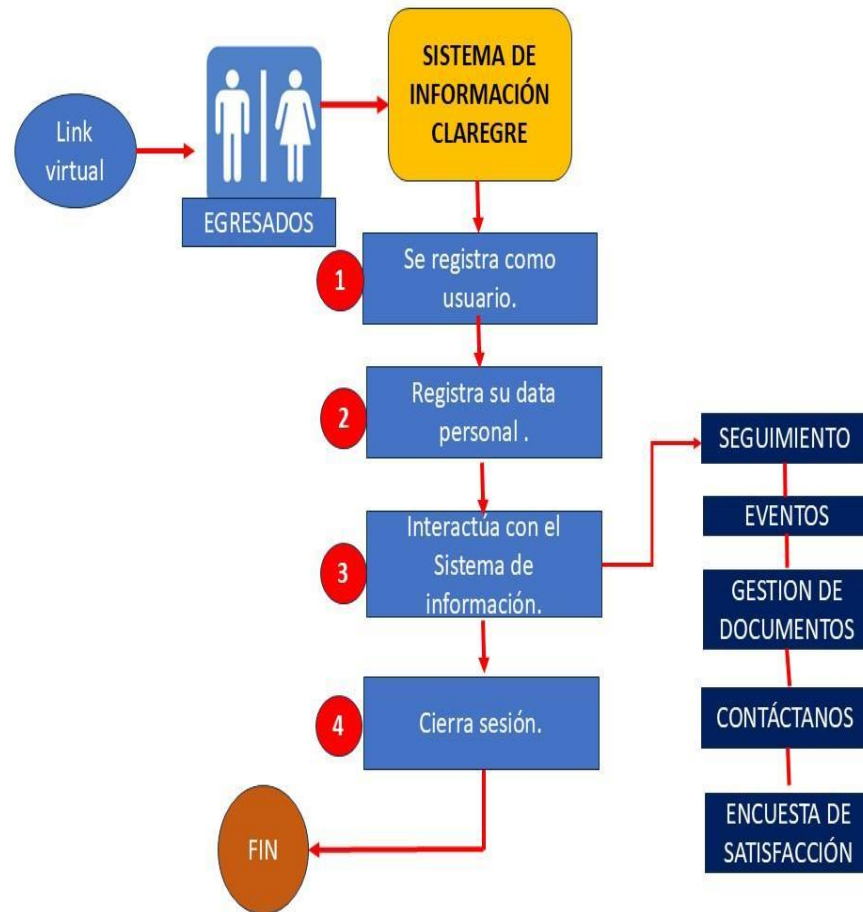 Link
virtual
EGRESADOS
SISTEMA DE
INFORMACIÓN
CLAREGRE
1
Se registra como
usuario.
2
Registra su data
personal .
3
Interactúa con el
Sistema de
información.
4
Cierra sesión.
FIN
SEGUIMIENTO
EVENTOS
GESTION DE
DOCUMENTOS
CONTÁCTANOS
ENCUESTA DE
SATISFACCIÓN